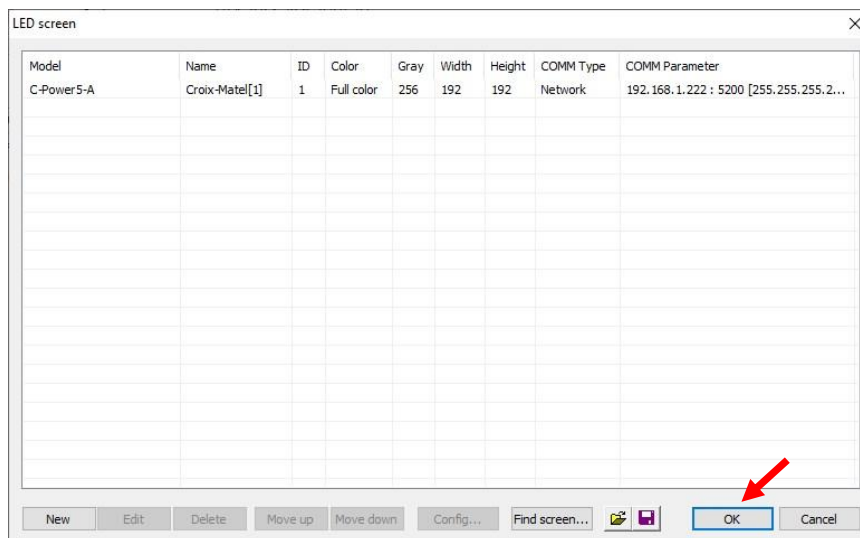 LED screen
Model Name ID Color Gray Width Height COMM Type COMM Parameter
C-Power5-A Croix-Matel[1] 1 Full color 256 192 192 Network 192.168.1.222 : 5200 [255.255.255.2...
New Edit Delete Move up Move down Config... Find screen... OK Cancel